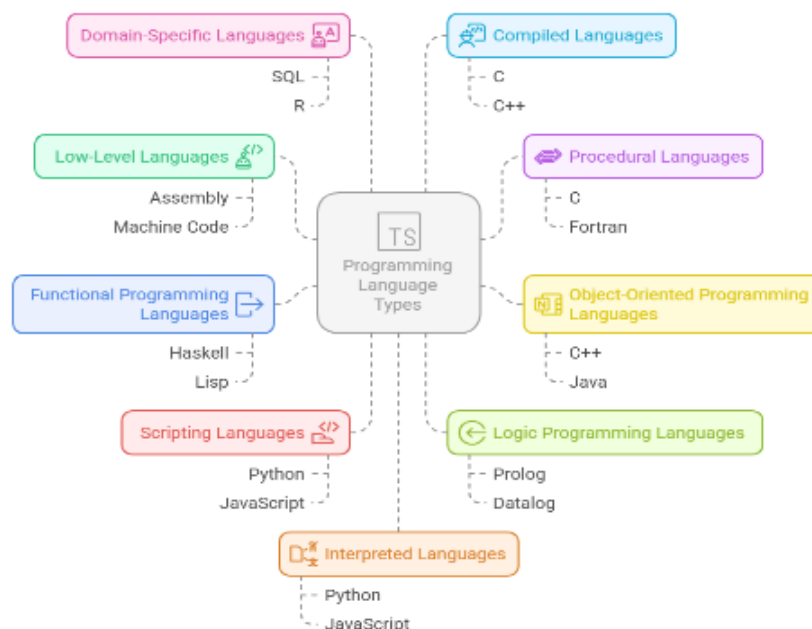 Domain-Specific Languages
SQL
R
Compiled Languages
C
C++
Low-Level Languages
Assembly
Machine Code
Procedural Languages
C
Fortran
TS
Programming
Language
Types
Functional Programming
Languages
Haskell
Lisp
Object-Oriented Programming
Languages
C++
Java
Scripting Languages
Python
JavaScript
Logic Programming Languages
Prolog
Datalog
Interpreted Languages
Python
JavaScript